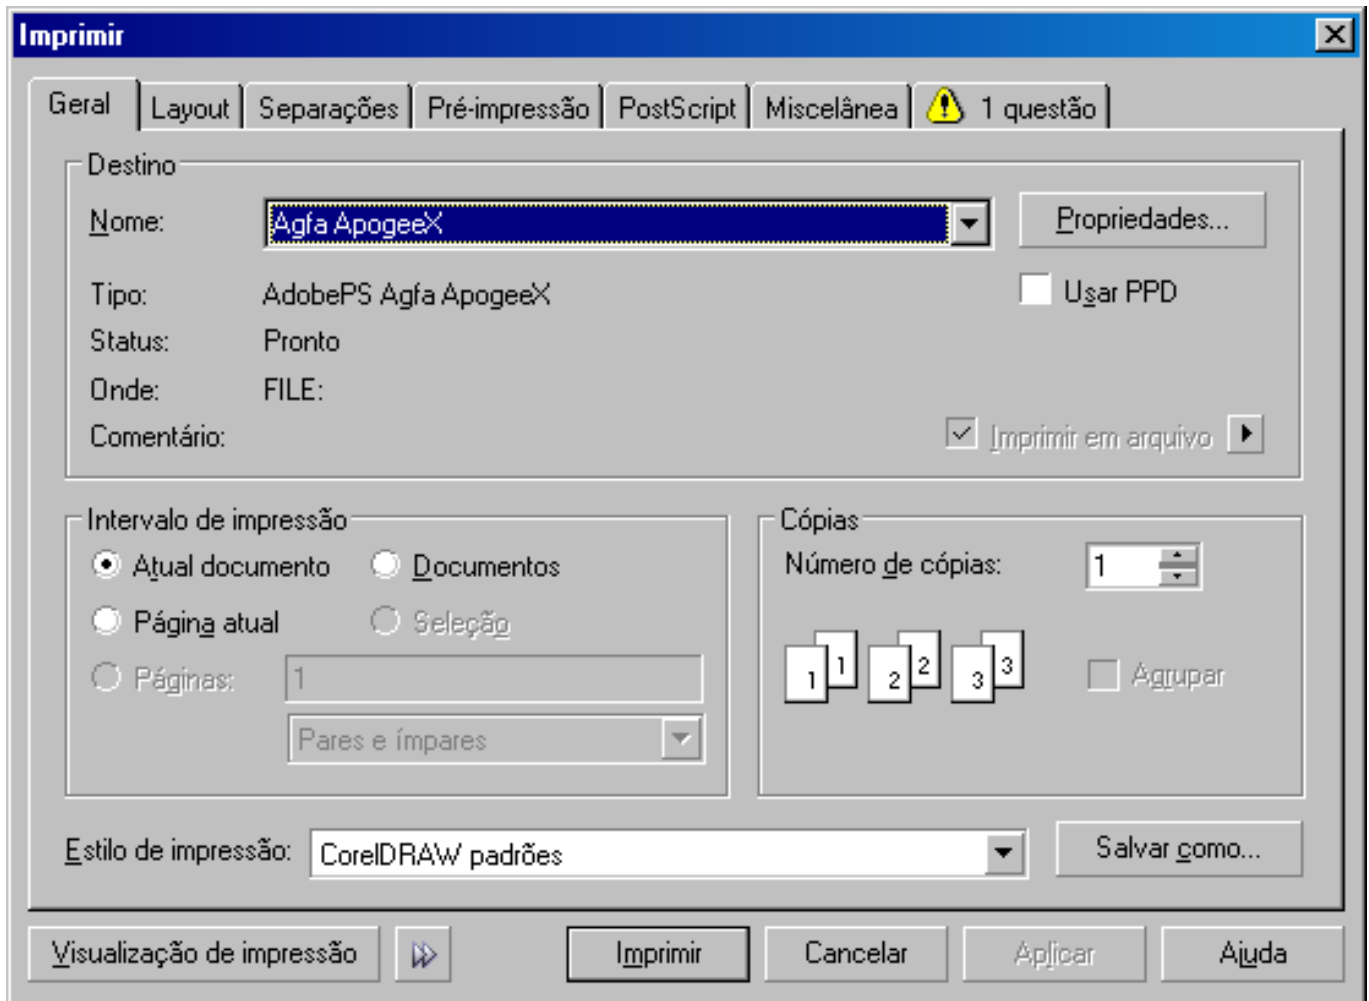 Imprimir
Geral Layout Separações Pré-impressão PostScript Miscelânea 1 questão
Destino
Nome: Agfa ApogeeX Propriedades...
Tipo: AdobePS Agfa ApogeeX Usar PPD
Status: Pronto
Onde: FILE:
Comentário: Imprimir em arquivo
Intervalo de impressão Cópias
Atual documento Documentos Número de cópias: 1
Página atual Seleção
1 1 2 2 3 3 Agrupar
Páginas: 1
Pares e ímpares
Estilo de impressão: CorelDRAW padrões Salvar como...
Visualização de impressão Imprimir Cancelar Aplicar Ajuda